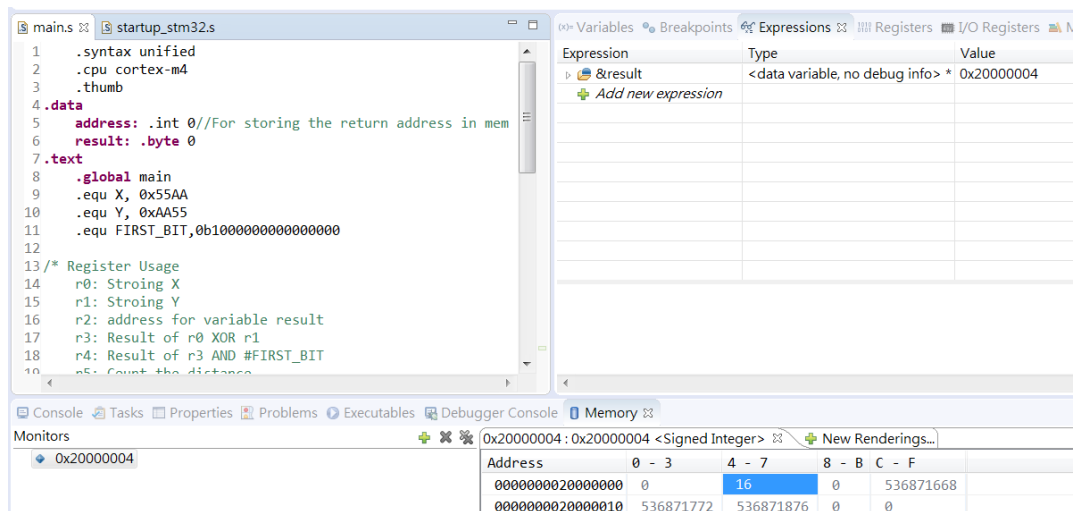 main.s startup_stm32.s
1 .syntax unified
2 .cpu cortex-m4
3 .thumb
4 .data
5 address: .int 0//For storing the return address in mem
6 result: .byte 0
7 .text
8 .global main
9 .equ X, 0x55AA
10 .equ Y, 0xAA55
11 .equ FIRST_BIT,0b1000000000000000
12
13 /* Register Usage
14 r0: Stroing X
15 r1: Stroing Y
16 r2: address for variable result
17 r3: Result of r0 XOR r1
18 r4: Result of r3 AND #FIRST_BIT
19 r5: Count the distance
(x)= Variables Breakpoints Expressions Registers I/O Registers M
Expression Type Value
&result <data variable, no debug info> * 0x20000004
Add new expression
Console Tasks Properties Problems Executables Debugger Console Memory
Monitors
0x20000004
0x20000004 : 0x20000004 <Signed Integer> New Renderings...
Address 0 - 3 4 - 7 8 - B C - F
0000000020000000 0 16 0 536871668
0000000020000010 536871772 536871876 0 0